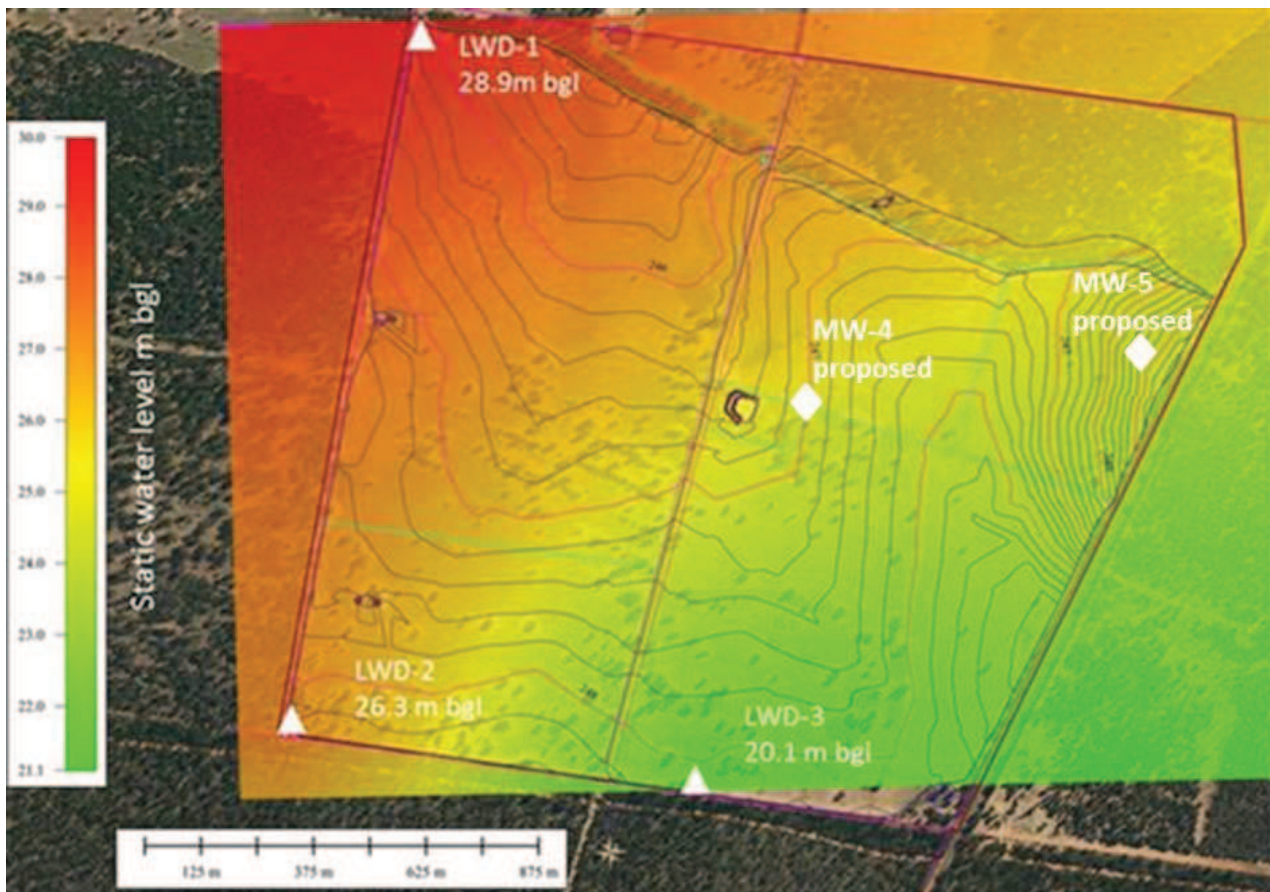 LWD-1
28.9m bgl
30.0
29.0
28.0
27.0
26.0
25.0
24.0
23.0
22.0
21.1
Static water level m bgl
MW-5
proposed
MW-4
proposed
LWD-2
26.3 m bgl
LWD-3
20.1 m bgl
125 m
375 m
625 m
875 m